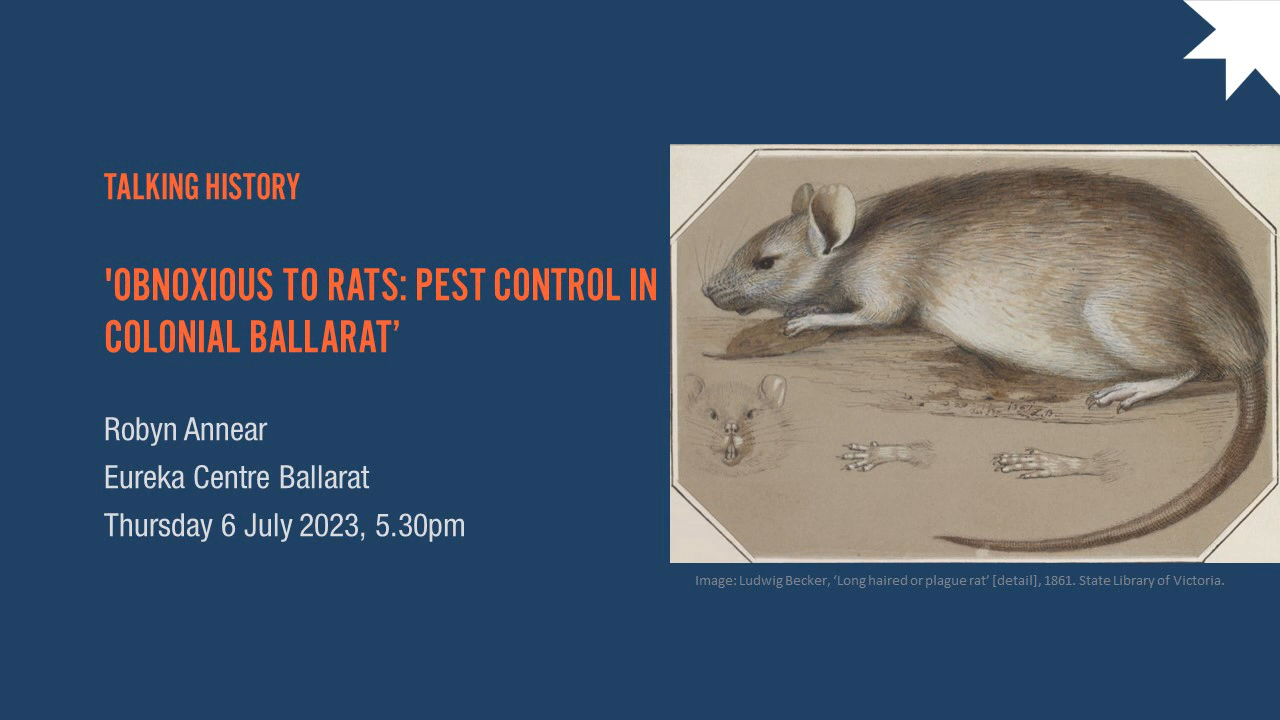 TALKING HISTORY
'OBNOXIOUS TO RATS: PEST CONTROL IN
COLONIAL BALLARAT’
Robyn Annear
Eureka Centre Ballarat
Thursday 6 July 2023, 5.30pm
Image: Ludwig Becker, ‘Long haired or plague rat’ [detail], 1861. State Library of Victoria.